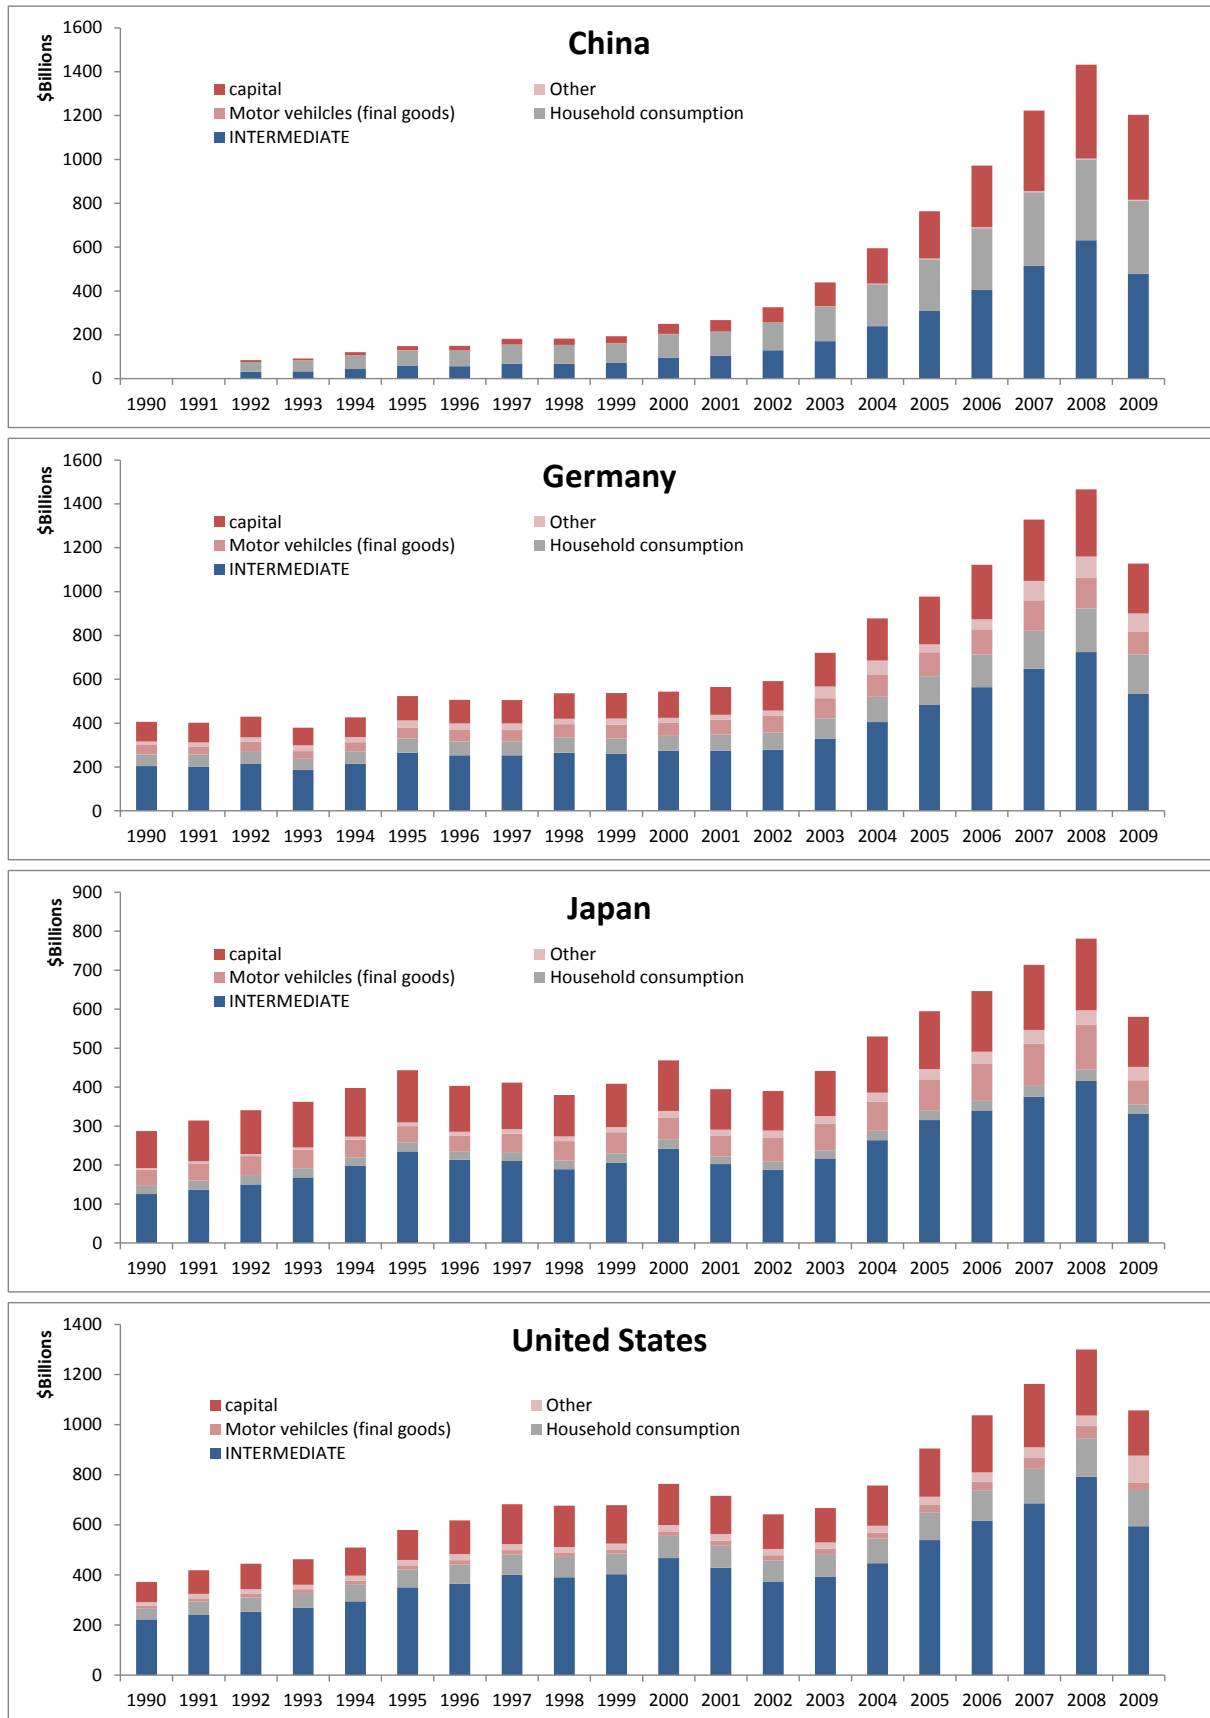 China
$Billions
1600
1400
1200
1000
800
600
400
200
0
capital Other
Motor vehilcles (final goods) Household consumption
INTERMEDIATE
1990 1991 1992 1993 1994 1995 1996 1997 1998 1999 2000 2001 2002 2003 2004 2005 2006 2007 2008 2009
Germany
$Billions
1600
1400
1200
1000
800
600
400
200
0
capital Other
Motor vehilcles (final goods) Household consumption
INTERMEDIATE
1990 1991 1992 1993 1994 1995 1996 1997 1998 1999 2000 2001 2002 2003 2004 2005 2006 2007 2008 2009
Japan
$Billions
900
800
700
600
500
400
300
200
100
0
capital Other
Motor vehilcles (final goods) Household consumption
INTERMEDIATE
1990 1991 1992 1993 1994 1995 1996 1997 1998 1999 2000 2001 2002 2003 2004 2005 2006 2007 2008 2009
United States
$Billions
1400
1200
1000
800
600
400
200
0
capital Other
Motor vehilcles (final goods) Household consumption
INTERMEDIATE
1990 1991 1992 1993 1994 1995 1996 1997 1998 1999 2000 2001 2002 2003 2004 2005 2006 2007 2008 2009